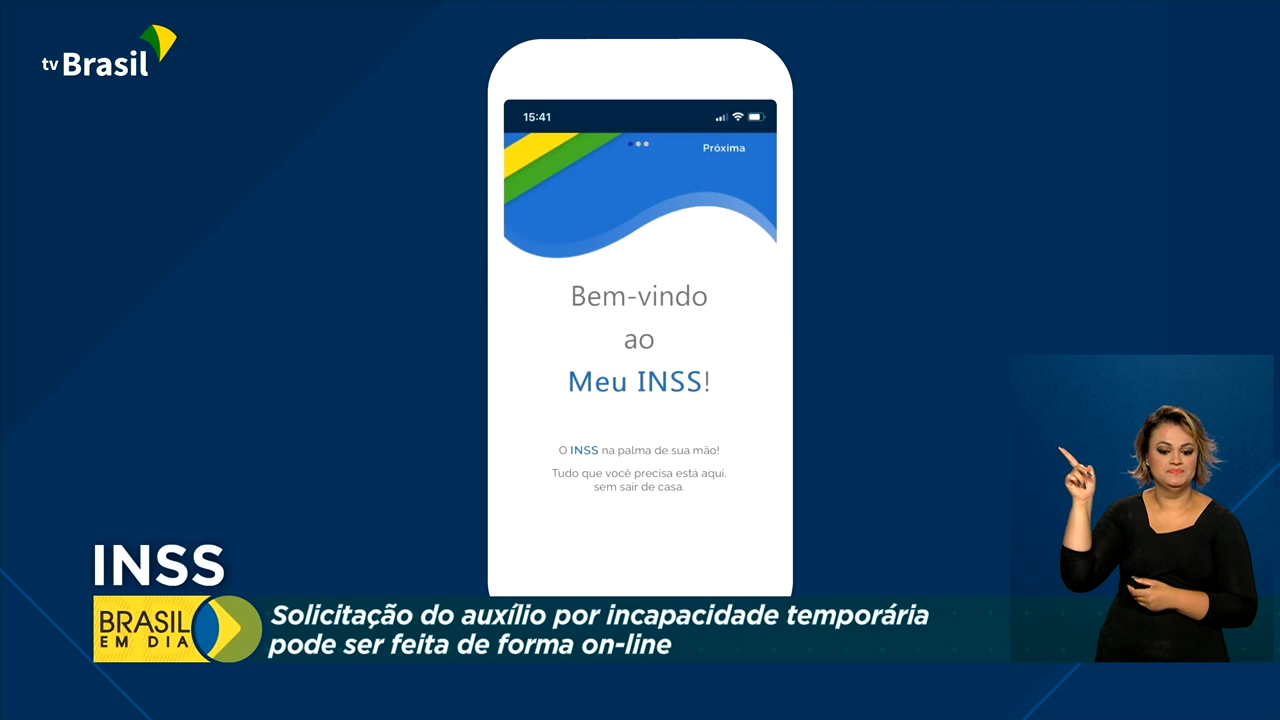 tv Brasil
15:41
Próxima
Bem-vindo
ao
Meu INSS!
O INSS na palma de sua mão!
Tudo que você precisa está aqui,
sem sair de casa.
INSS
BRASIL
EM DIA
Solicitação do auxílio por incapacidade temporária
pode ser feita de forma on-line